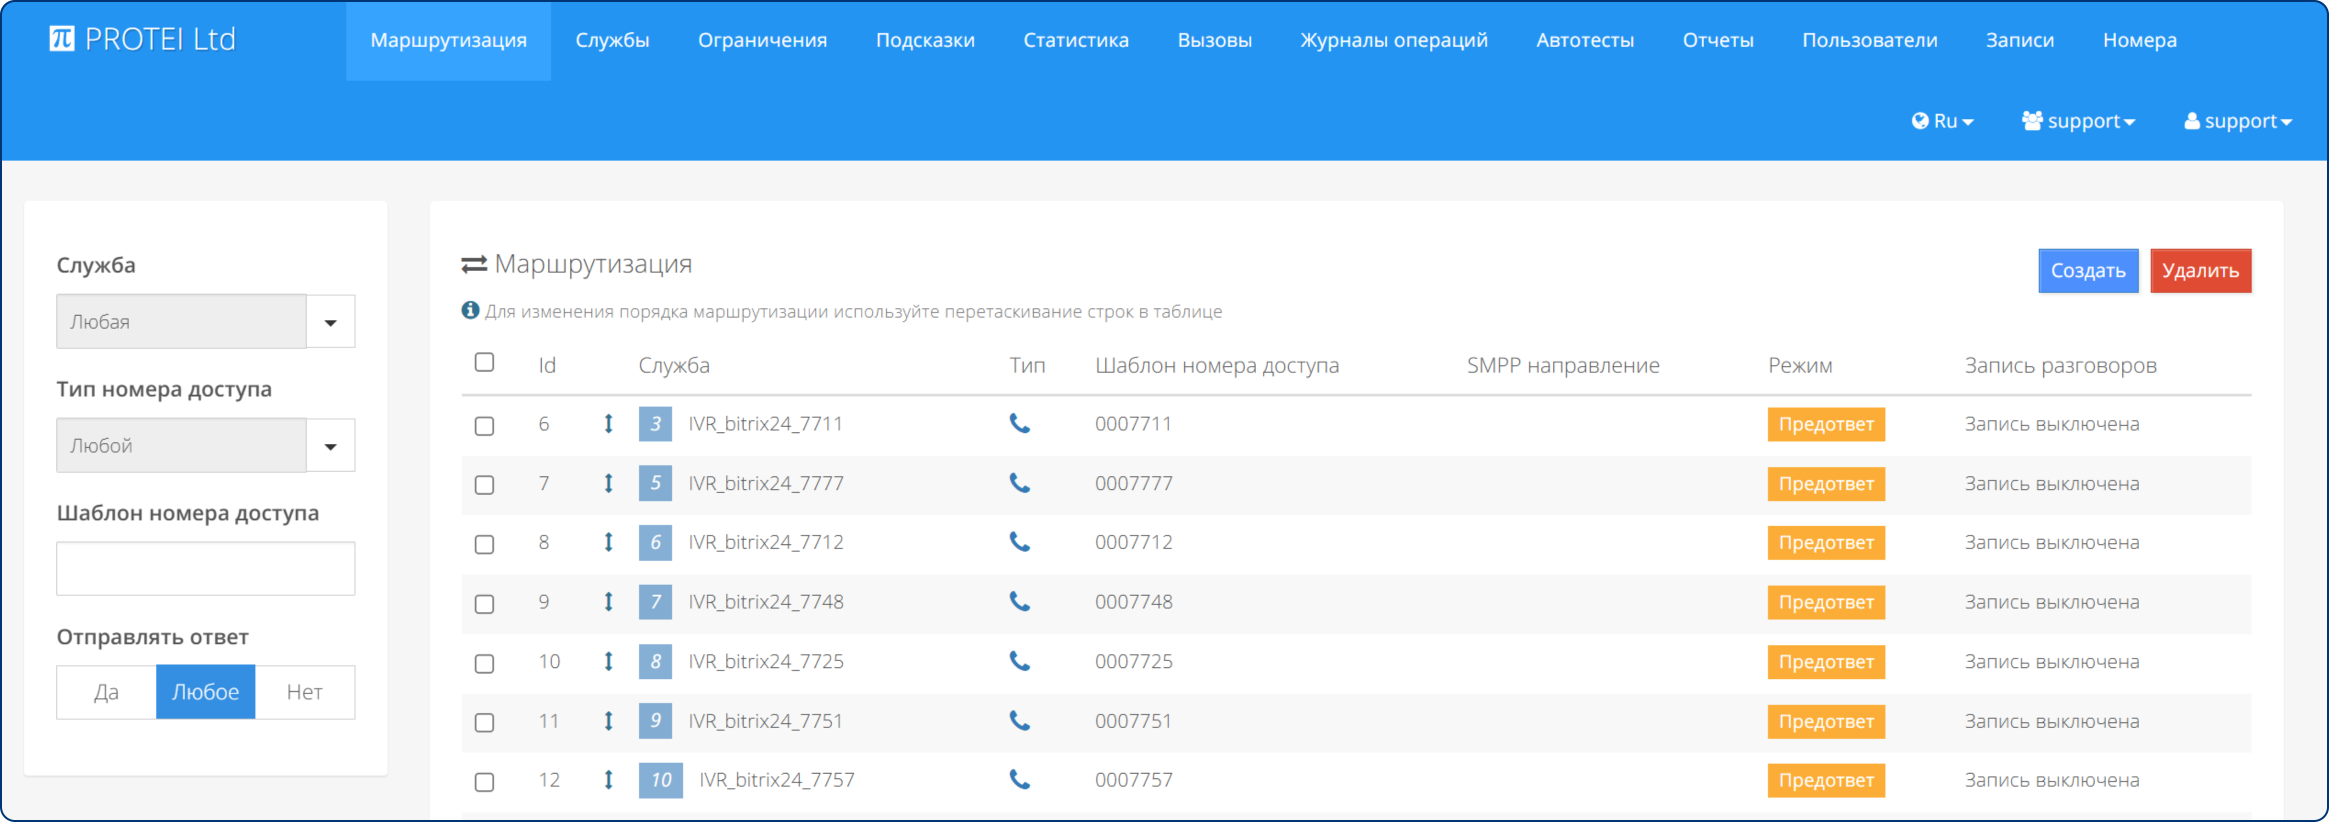 π PROTEI Ltd
Маршрутизация Службы Ограничения Подсказки Статистика Вызовы Журналы операций Автотесты Отчеты Пользователи Записи Номера
Ru support support
Служба
Любая
Тип номера доступа
Любой
Шаблон номера доступа
Отправлять ответ
Да Любое Нет
Маршрутизация
Создать Удалить
Для изменения порядка маршрутизации используйте перетаскивание строк в таблице
Id Служба Тип Шаблон номера доступа SMPP направление Режим Запись разговоров
6 3 IVR_bitrix24_7711 0007711 Предответ Запись выключена
7 5 IVR_bitrix24_7777 0007777 Предответ Запись выключена
8 6 IVR_bitrix24_7712 0007712 Предответ Запись выключена
9 7 IVR_bitrix24_7748 0007748 Предответ Запись выключена
10 8 IVR_bitrix24_7725 0007725 Предответ Запись выключена
11 9 IVR_bitrix24_7751 0007751 Предответ Запись выключена
12 10 IVR_bitrix24_7757 0007757 Предответ Запись выключена